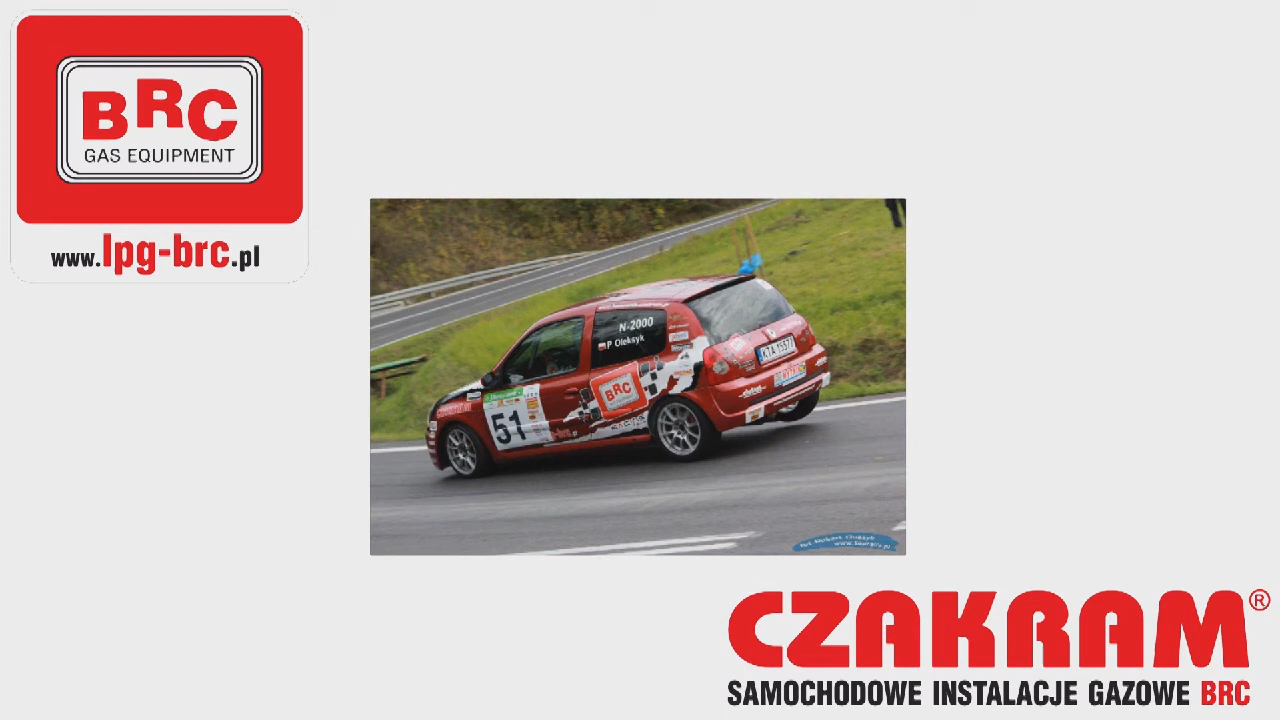 BRC
GAS EQUIPMENT
www.lpg-brc.pl
N-2000
P Oleksyk
BRC
51
CZAKRAM®
SAMOCHODOWE INSTALACJE GAZOWE BRC